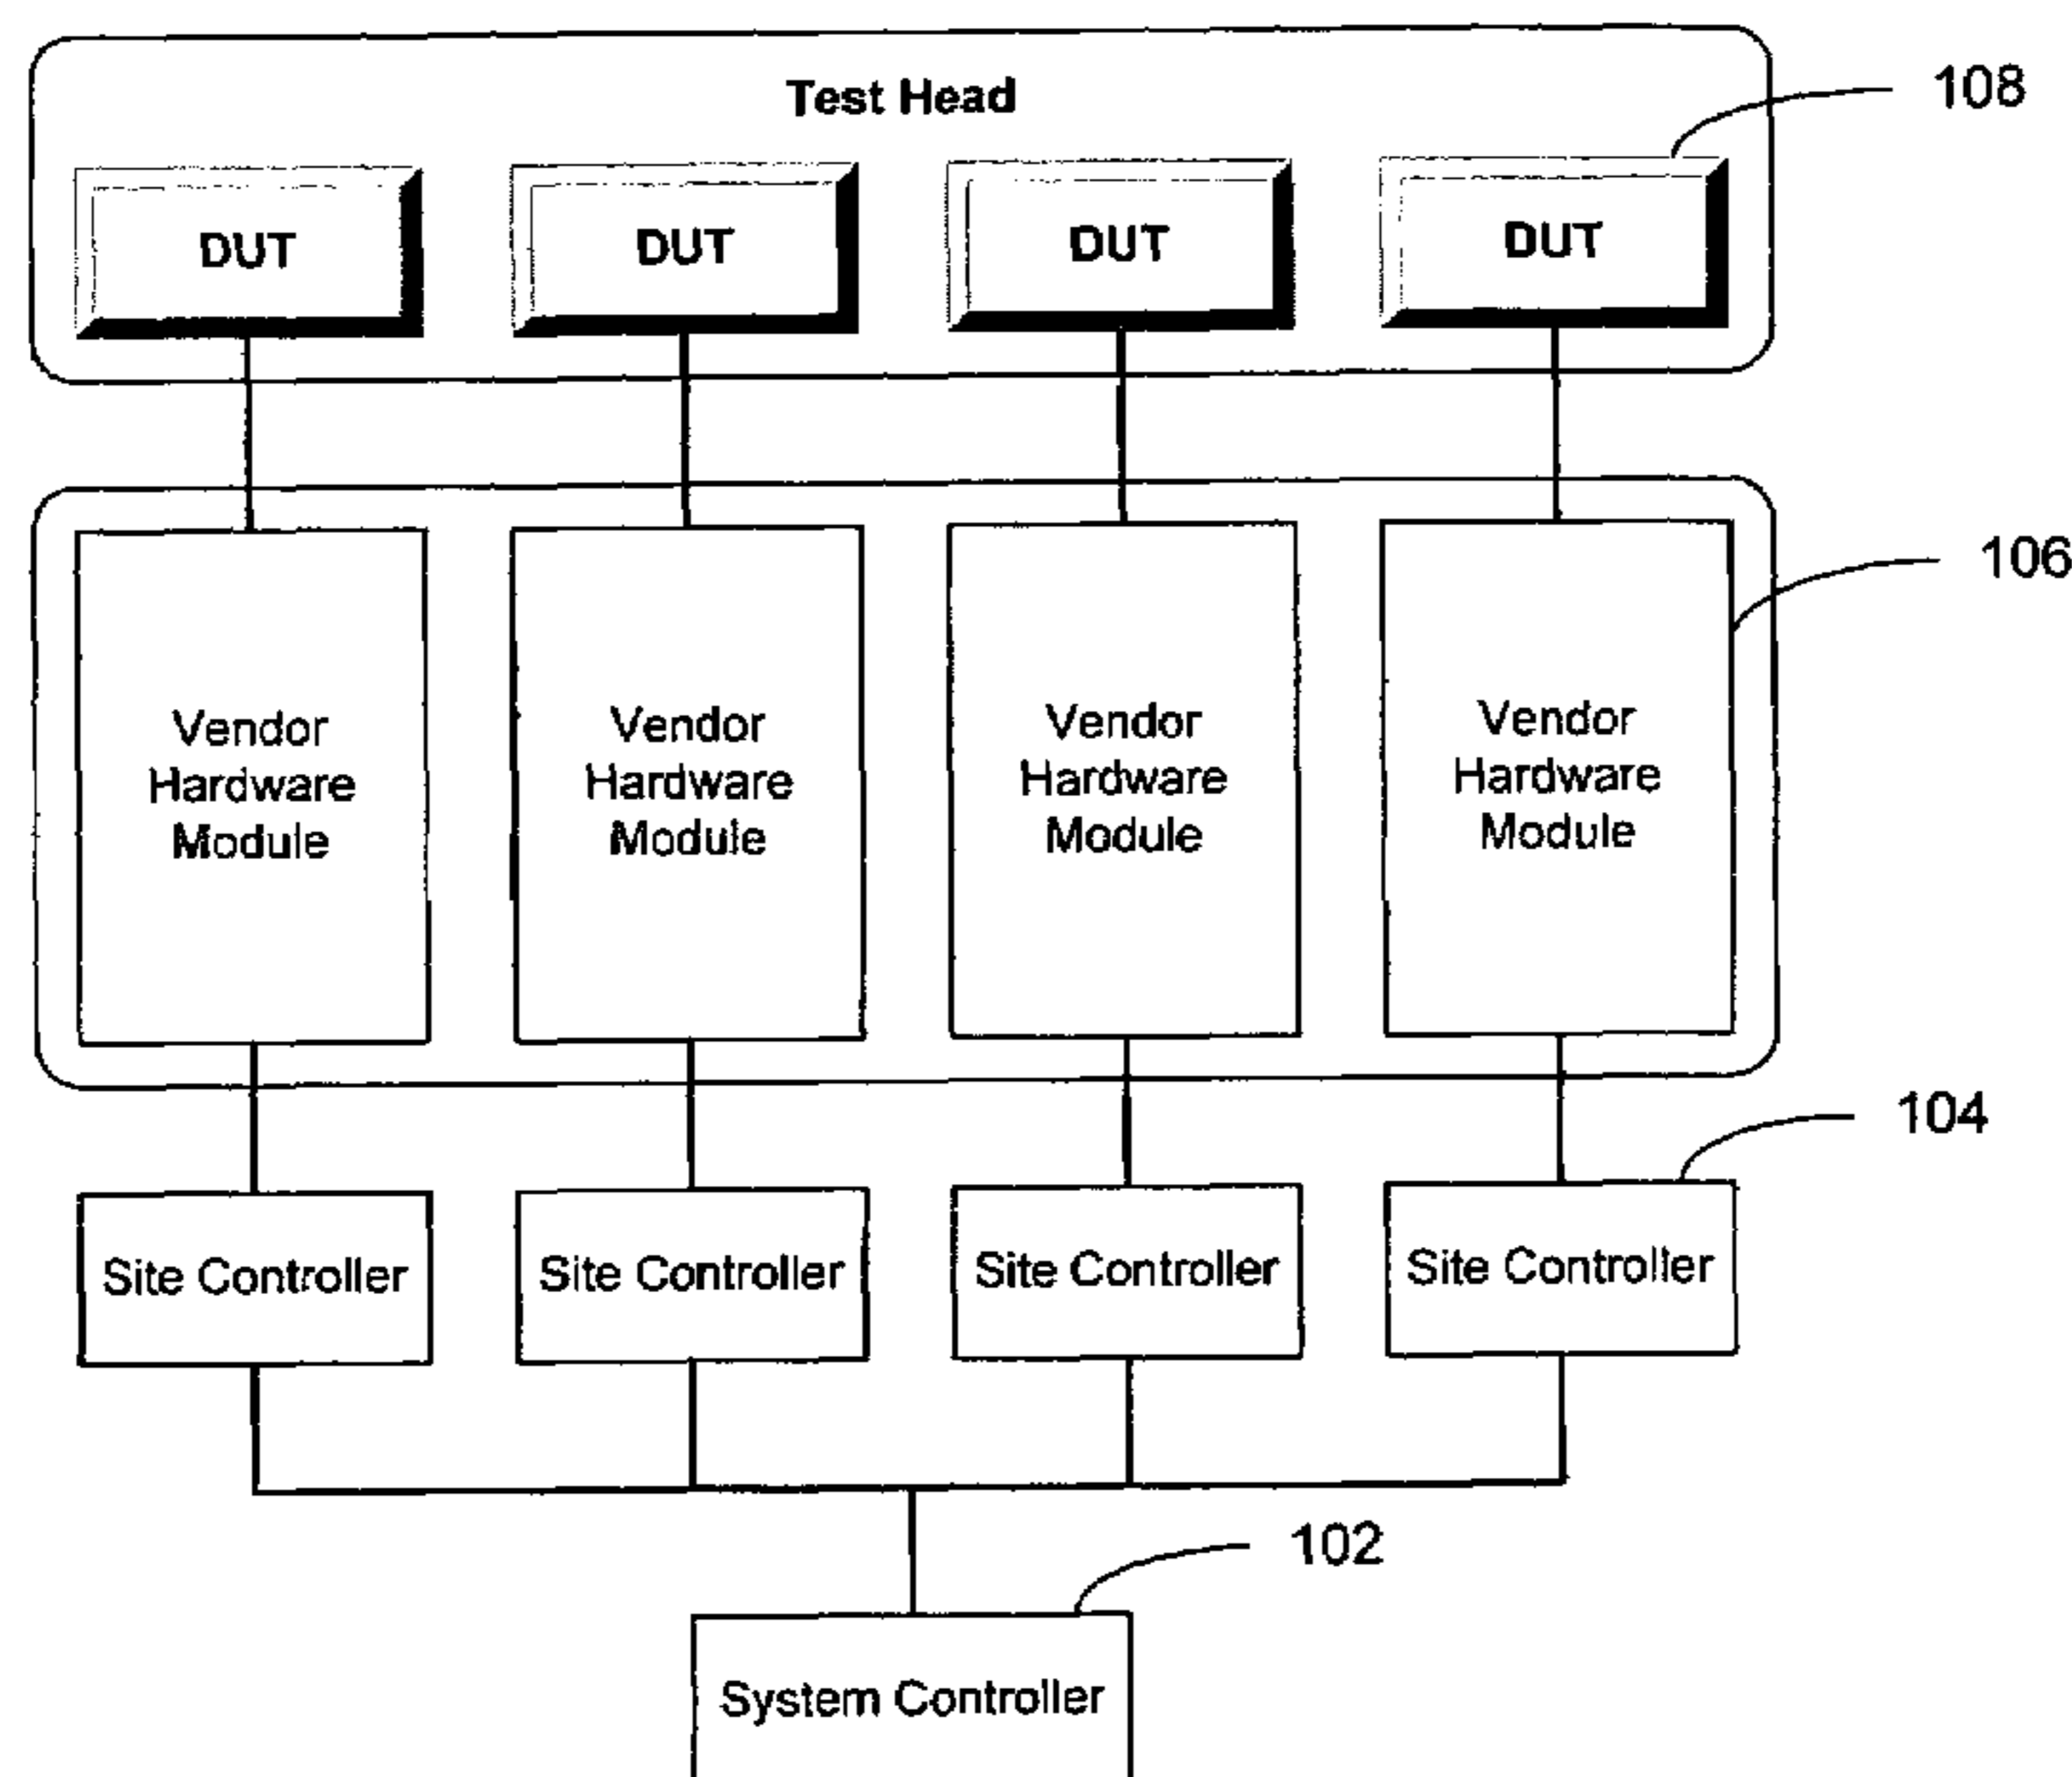 Test Head
108
DUT
DUT
DUT
DUT
106
Vendor
Hardware
Module
Vendor
Hardware
Module
Vendor
Hardware
Module
Vendor
Hardware
Module
104
Site Controller
Site Controller
Site Controller
Site Controller
102
System Controller